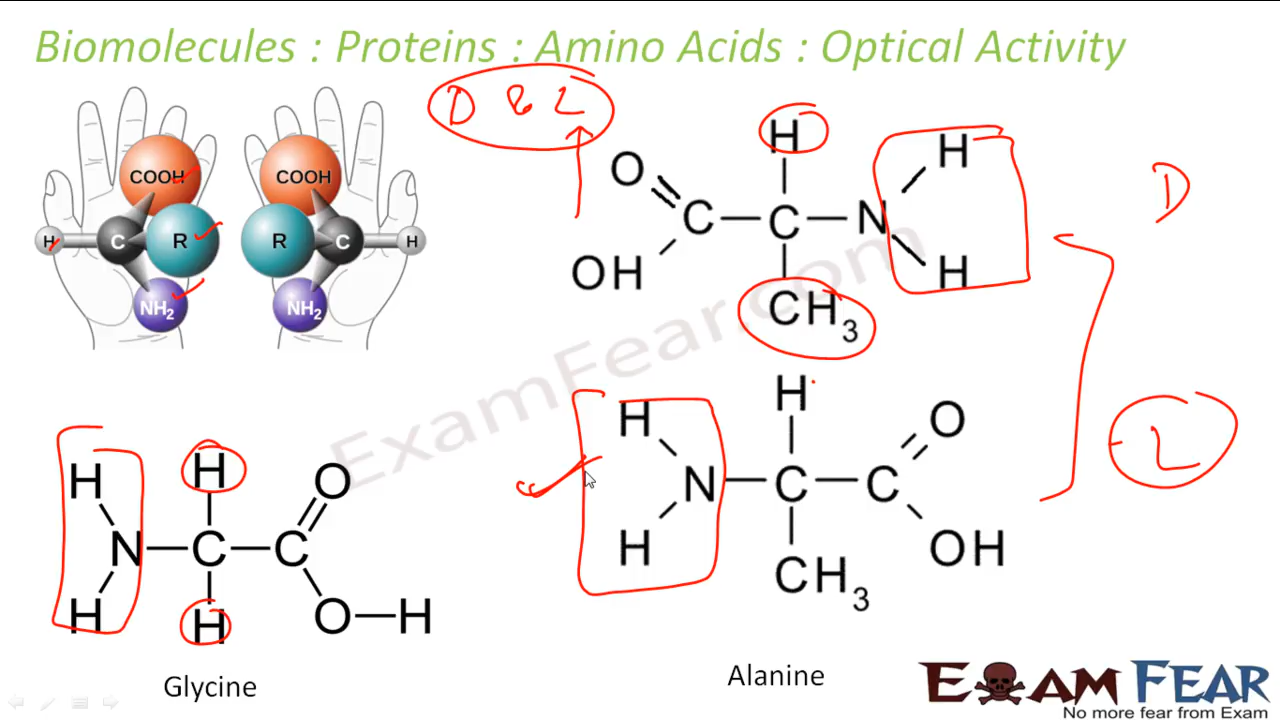 Biomolecules : Proteins : Amino Acids : Optical Activity
D & L
COOH
H C R
NH2
COOH
R C H
NH2
H H
O
C C N
OH H
CH3
D
ExamFear.com
H H O
N C C
H OH
CH3
L
H H O
N C C
H H O H
Glycine
Alanine
EXAM FEAR
No more fear from Exam